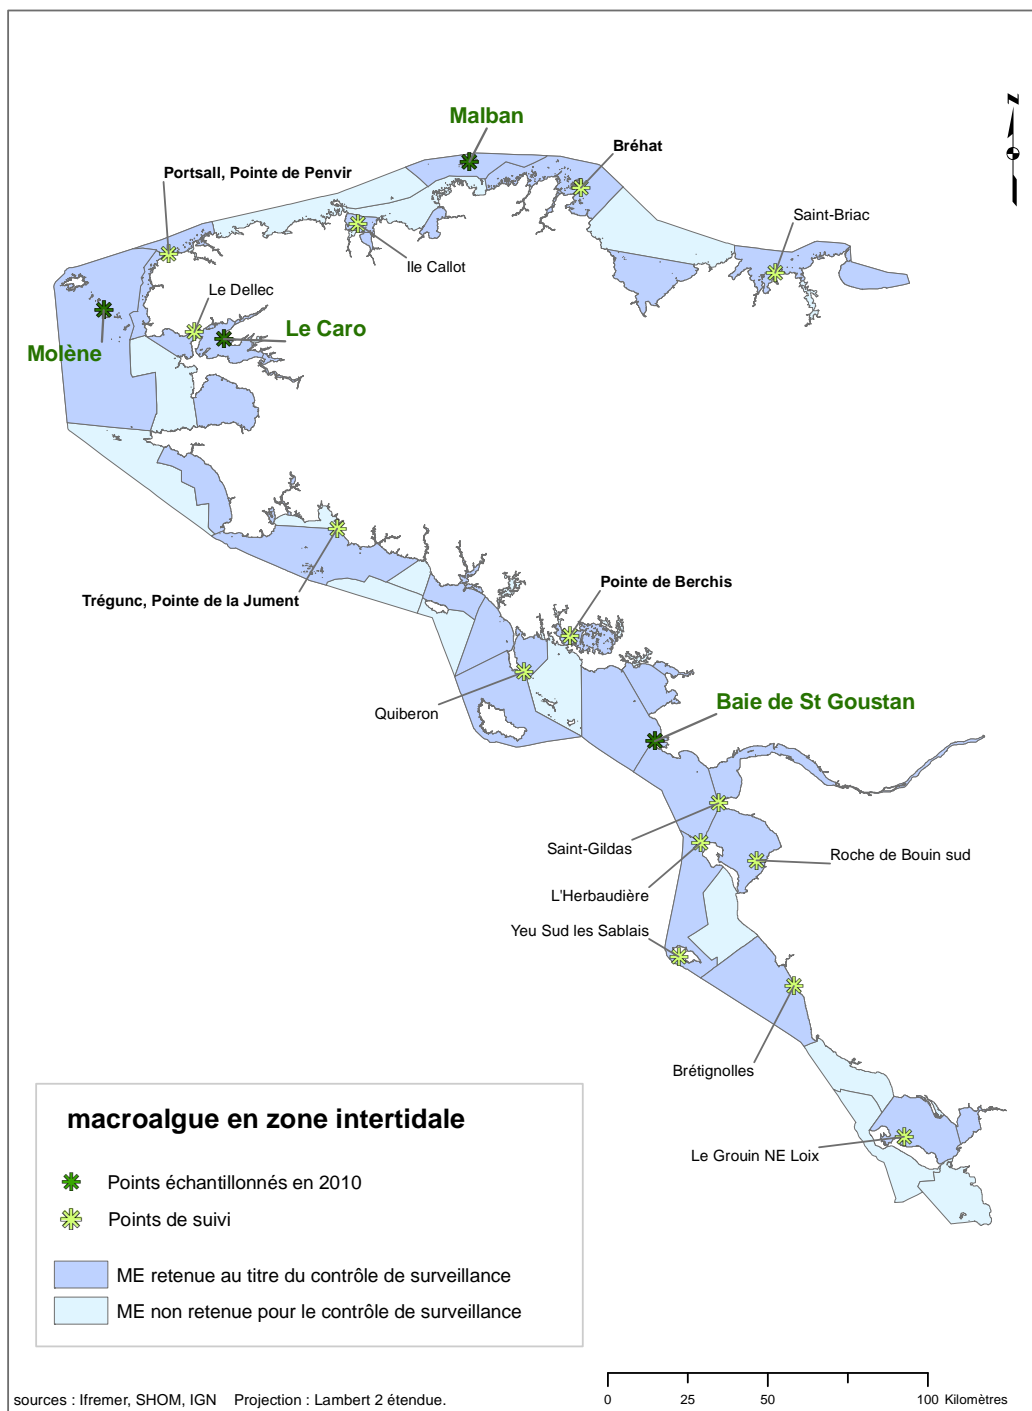 N
Malban
Bréhat
Portsall, Pointe de Penvir
Saint-Briac
Ile Callot
Le Dellec
Le Caro
Molène
Trégunc, Pointe de la Jument
Pointe de Berchis
Quiberon
Baie de St Goustan
Saint-Gildas
Roche de Bouin sud
L'Herbaudière
Yeu Sud les Sablais
Brétignolles
Le Grouin NE Loix
macroalgue en zone intertidale
Points échantillonnés en 2010
Points de suivi
ME retenue au titre du contrôle de surveillance
ME non retenue pour le contrôle de surveillance
sources : Ifremer, SHOM, IGN Projection : Lambert 2 étendue.
0 25 50 100 Kilomètres